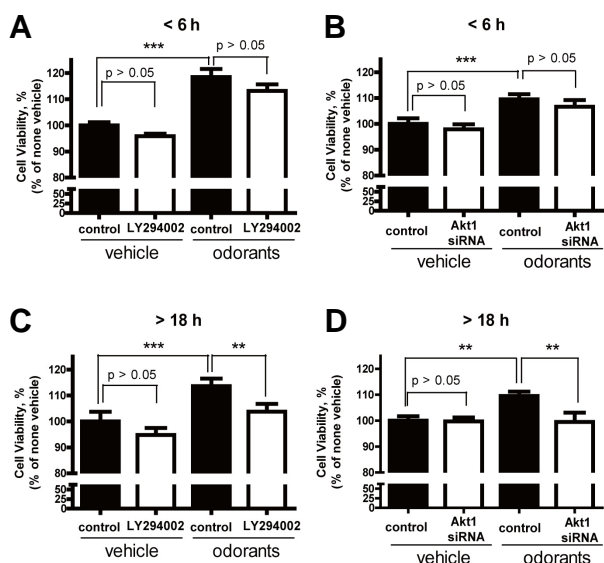 A
< 6 h
***
p > 0.05
p > 0.05
Cell Viability, %
(% of none vehicle)
120
110
100
90
80
50
25
0
control LY294002 control LY294002
vehicle odorants
B
< 6 h
***
p > 0.05
p > 0.05
Cell Viability, %
(% of none vehicle)
120
110
100
90
80
50
25
0
control Akt1 siRNA control Akt1 siRNA
vehicle odorants
C
> 18 h
***
**
p > 0.05
Cell Viability, %
(% of none vehicle)
120
110
100
90
80
50
25
0
control LY294002 control LY294002
vehicle odorants
D
> 18 h
**
**
p > 0.05
Cell Viability, %
(% of none vehicle)
120
110
100
90
80
50
25
0
control Akt1 siRNA control Akt1 siRNA
vehicle odorants